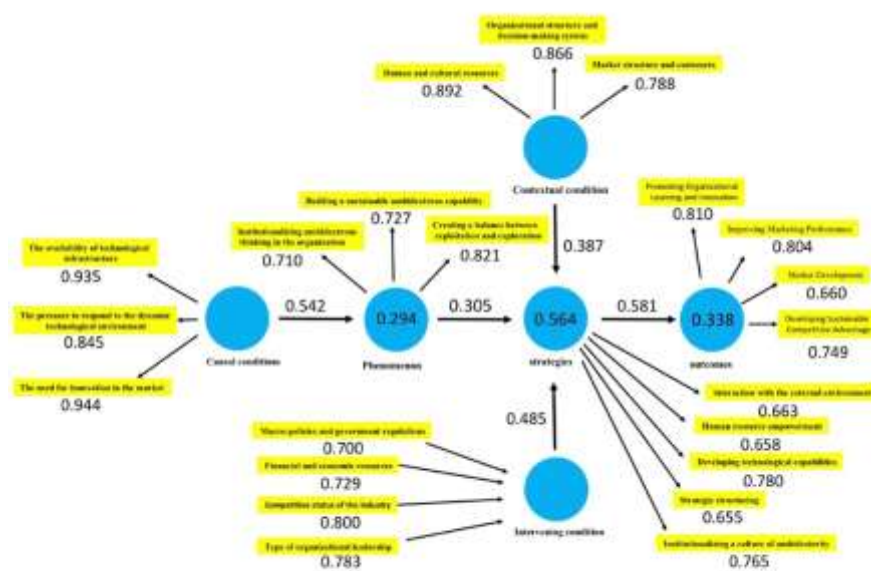 Organizational structure and
decision-making system
0.866
Human and cultural resources
0.892
Market structure and customers
0.788
Contextual condition
0.387
Building a sustainable ambidextrous capability
0.727
Institutionalizing ambidextrous
thinking in the organization
0.710
Creating a balance between
exploitation and exploration
0.821
Promoting Organizational
Learning and Innovation
0.810
Improving Marketing Performance
0.804
Market Development
0.660
Developing Sustainable
Competitive Advantage
0.749
The availability of technological
infrastructure
0.935
The pressure to respond to the dynamic
technological environment
0.845
The need for innovation in the market
0.944
Causal conditions
0.542
0.294
Phenomenon
0.305
0.564
strategies
0.581
0.338
outcomes
0.485
Macro policies and government regulations
0.700
Financial and economic resources
0.729
Competitive status of the industry
0.800
Type of organizational leadership
0.783
Intervening condition
Interaction with the external environment
0.663
Human resource empowerment
0.658
Developing technological capabilities
0.780
Strategic structuring
0.655
Institutionalizing a culture of ambidexterity
0.765